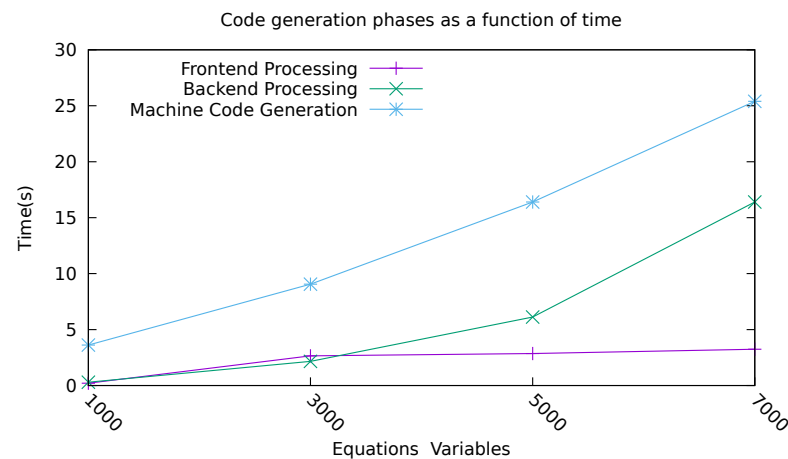 Code generation phases as a function of time
30
25
20
15
10
5
0
Time(s)
Frontend Processing
Backend Processing
Machine Code Generation
1000
3000
5000
7000
Equations  Variables